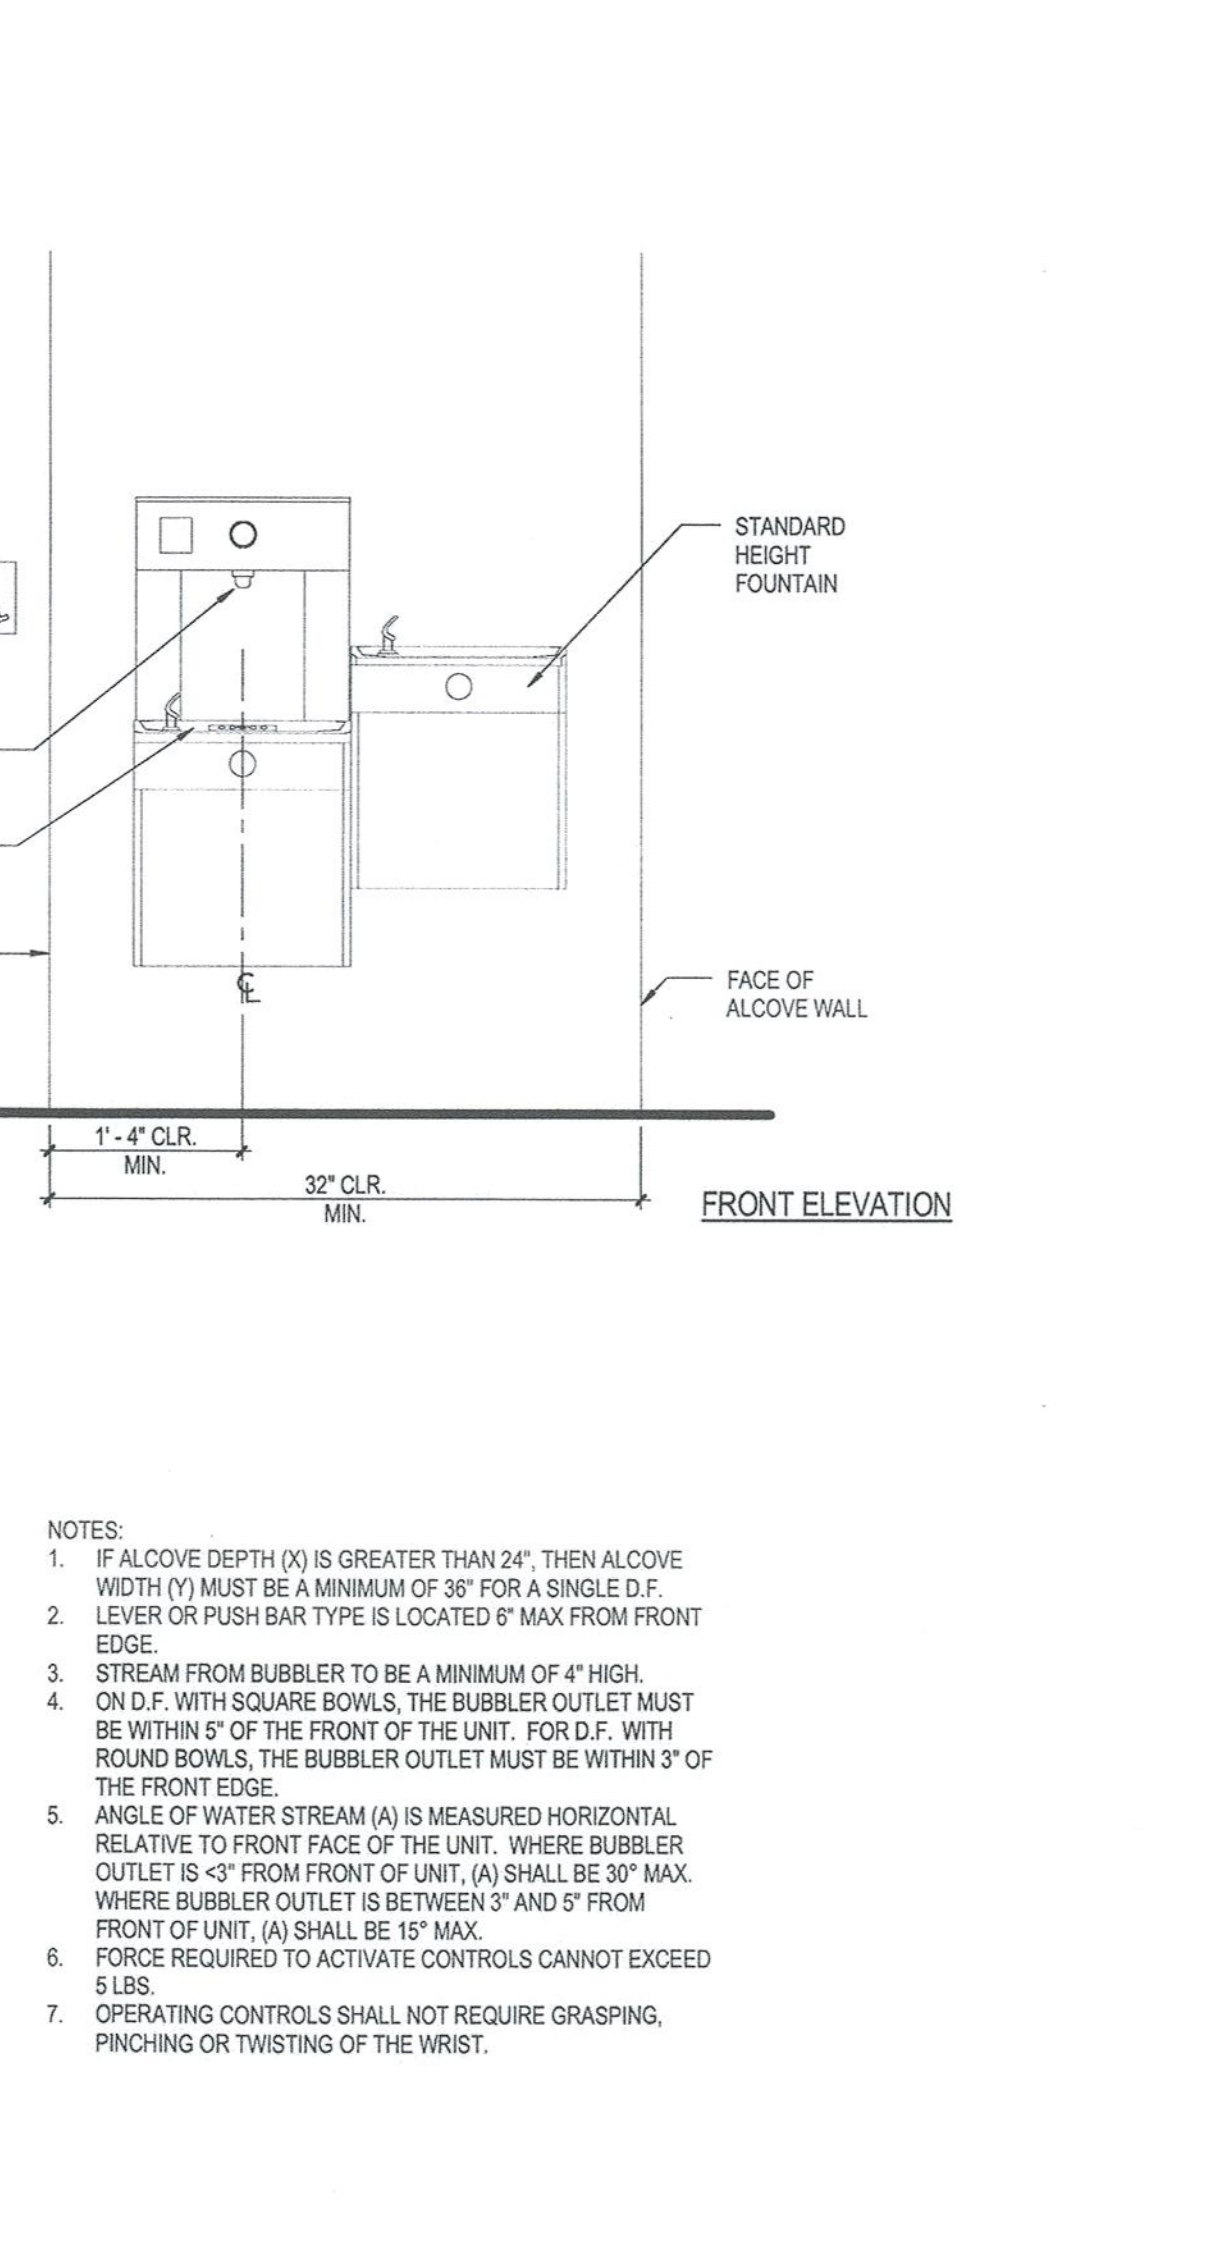 STANDARD
HEIGHT
FOUNTAIN
FACE OF
ALCOVE WALL
℄
1' - 4" CLR.
MIN.
32" CLR.
MIN.
FRONT ELEVATION
NOTES:
1. IF ALCOVE DEPTH (X) IS GREATER THAN 24", THEN ALCOVE
WIDTH (Y) MUST BE A MINIMUM OF 36" FOR A SINGLE D.F.
2. LEVER OR PUSH BAR TYPE IS LOCATED 6" MAX FROM FRONT
EDGE.
3. STREAM FROM BUBBLER TO BE A MINIMUM OF 4" HIGH.
4. ON D.F. WITH SQUARE BOWLS, THE BUBBLER OUTLET MUST
BE WITHIN 5" OF THE FRONT OF THE UNIT. FOR D.F. WITH
ROUND BOWLS, THE BUBBLER OUTLET MUST BE WITHIN 3" OF
THE FRONT EDGE.
5. ANGLE OF WATER STREAM (A) IS MEASURED HORIZONTAL
RELATIVE TO FRONT FACE OF THE UNIT. WHERE BUBBLER
OUTLET IS <3" FROM FRONT OF UNIT, (A) SHALL BE 30° MAX.
WHERE BUBBLER OUTLET IS BETWEEN 3" AND 5" FROM
FRONT OF UNIT, (A) SHALL BE 15° MAX.
6. FORCE REQUIRED TO ACTIVATE CONTROLS CANNOT EXCEED
5 LBS.
7. OPERATING CONTROLS SHALL NOT REQUIRE GRASPING,
PINCHING OR TWISTING OF THE WRIST.